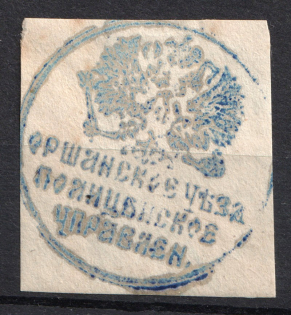 оршанское уѣзд
полицейское
управлен.